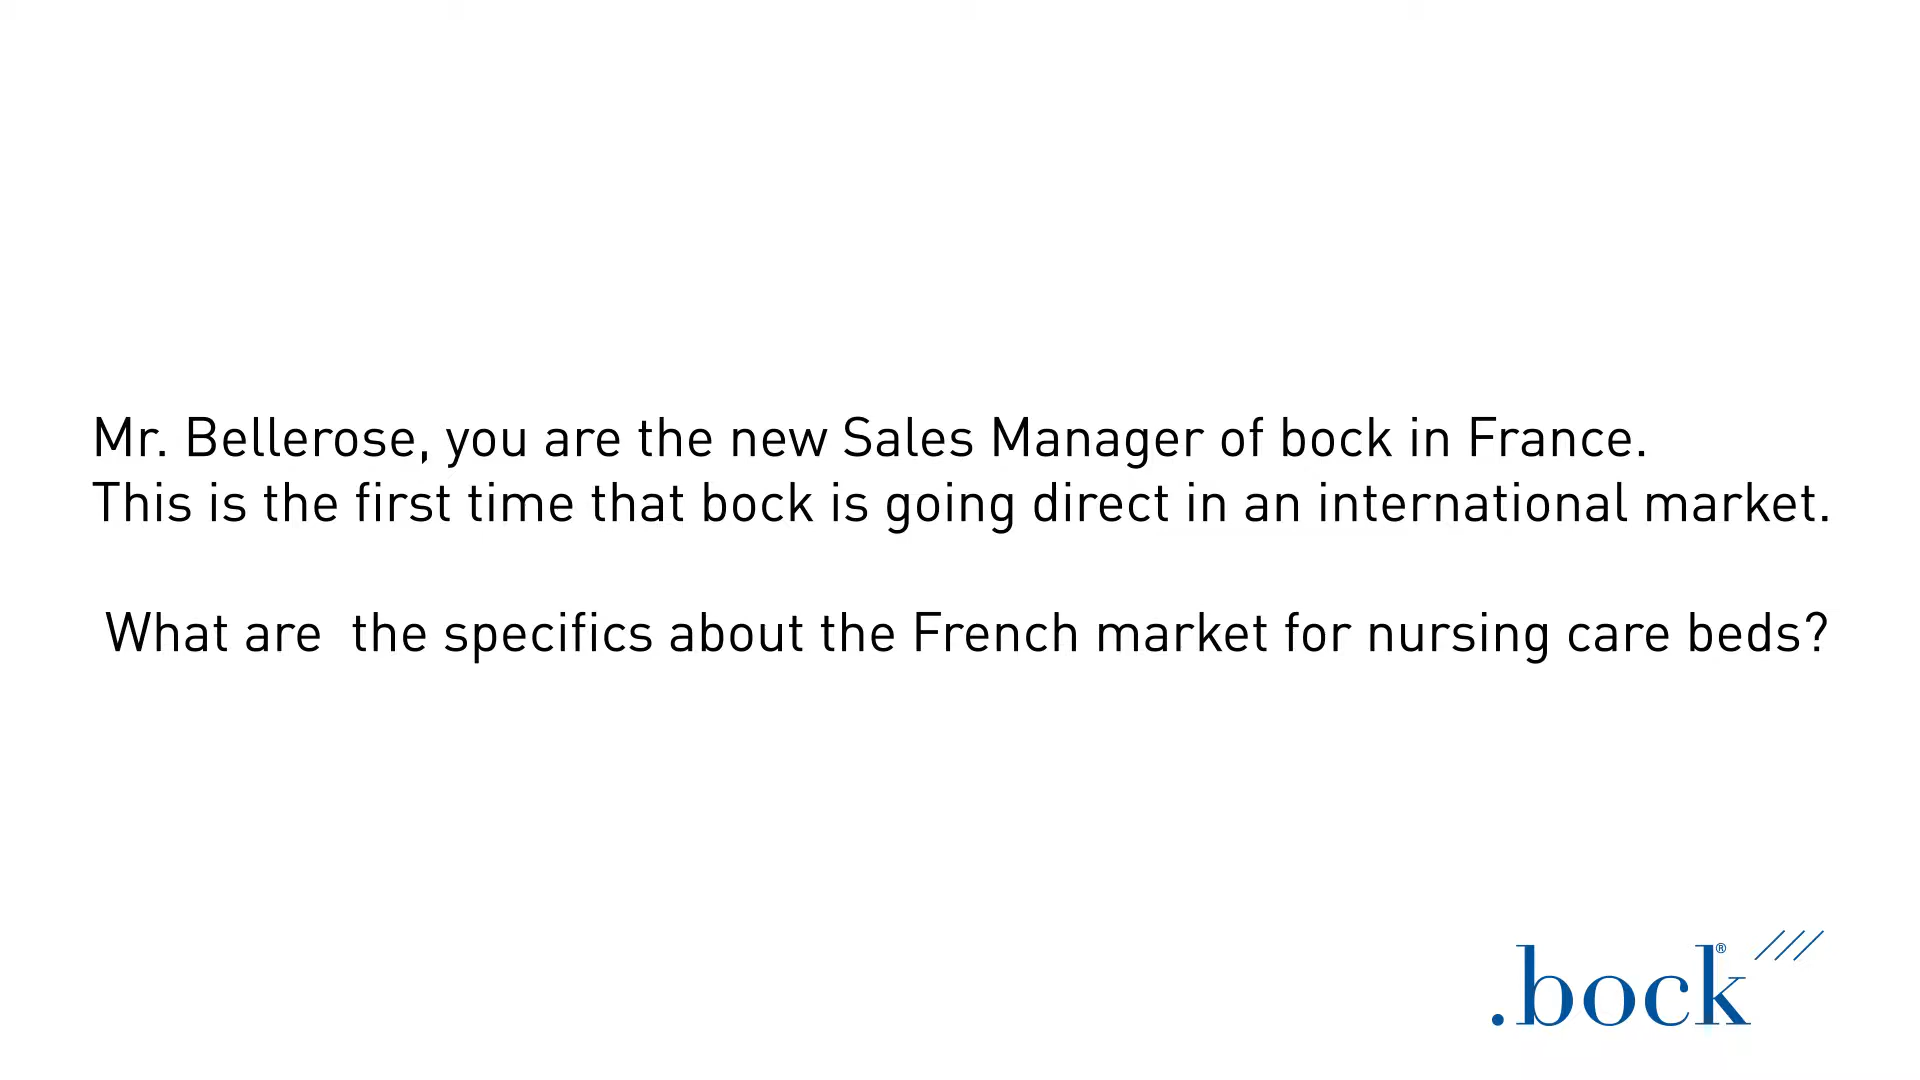 Mr. Bellerose, you are the new Sales Manager of bock in France.
This is the first time that bock is going direct in an international market.
What are  the specifics about the French market for nursing care beds?
.bock®